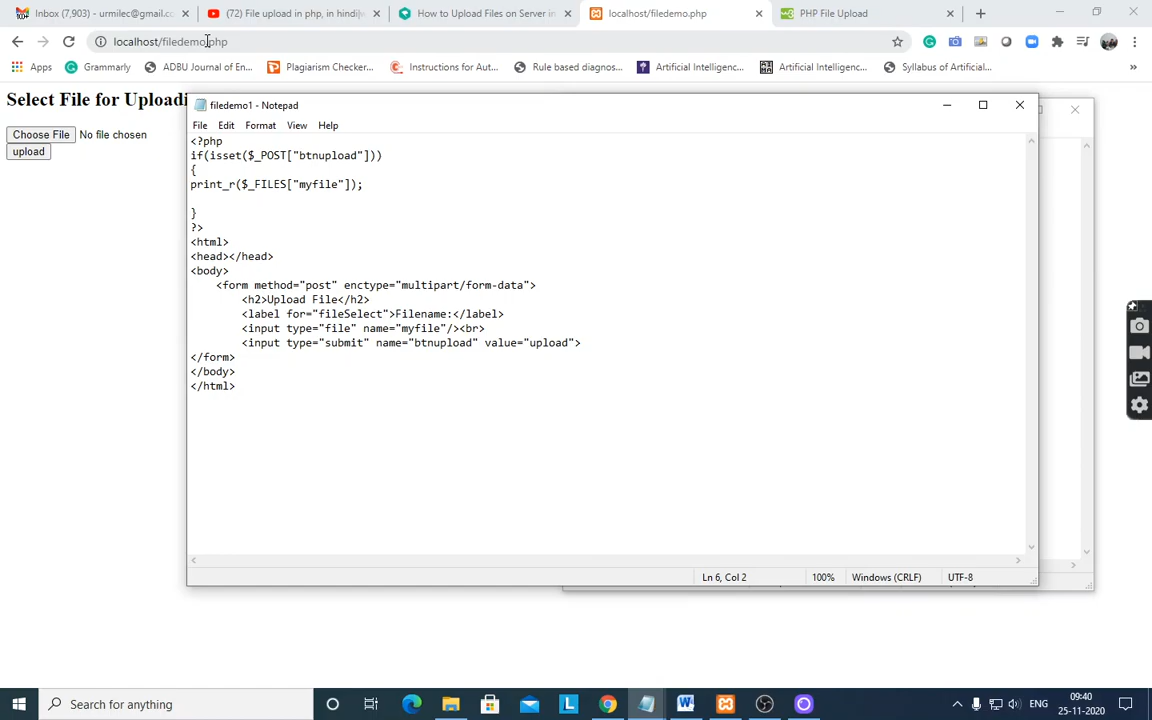 Inbox (7,903) - urmilec@gmail.co
(72) File upload in php, in hindi
How to Upload Files on Server in
localhost/filedemo.php
PHP File Upload
localhost/filedemo.php
Apps
Grammarly
ADBU Journal of En...
Plagiarism Checker...
Instructions for Aut...
Rule based diagnos...
Artificial Intelligenc...
Artificial Intelligenc...
Syllabus of Artificial...
»
Select File for Uploadi
Choose File No file chosen
upload
filedemo1 - Notepad
File Edit Format View Help
<?php
if(isset($_POST["btnupload"]))
{
print_r($_FILES["myfile"]);
}
?>
<html>
<head></head>
<body>
<form method="post" enctype="multipart/form-data">
<h2>Upload File</h2>
<label for="fileSelect">Filename:</label>
<input type="file" name="myfile"/><br>
<input type="submit" name="btnupload" value="upload">
</form>
</body>
</html>
Ln 6, Col 2 100% Windows (CRLF) UTF-8
Search for anything
ENG
09:40
25-11-2020